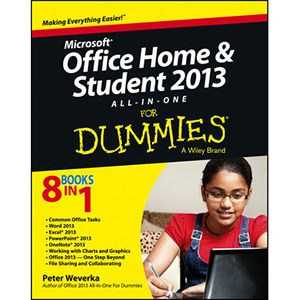 Making Everything Easier!™
Microsoft®
Office Home &
Student 2013
ALL-IN-ONE
FOR
DUMMIES®
A Wiley Brand
8 BOOKS
IN 1
• Common Office Tasks
• Word 2013
• Excel® 2013
• PowerPoint® 2013
• OneNote® 2013
• Working with Charts and Graphics
• Office 2013 — One Step Beyond
• File Sharing and Collaborating
Peter Weverka
Author of Office 2013 All-in-One For Dummies